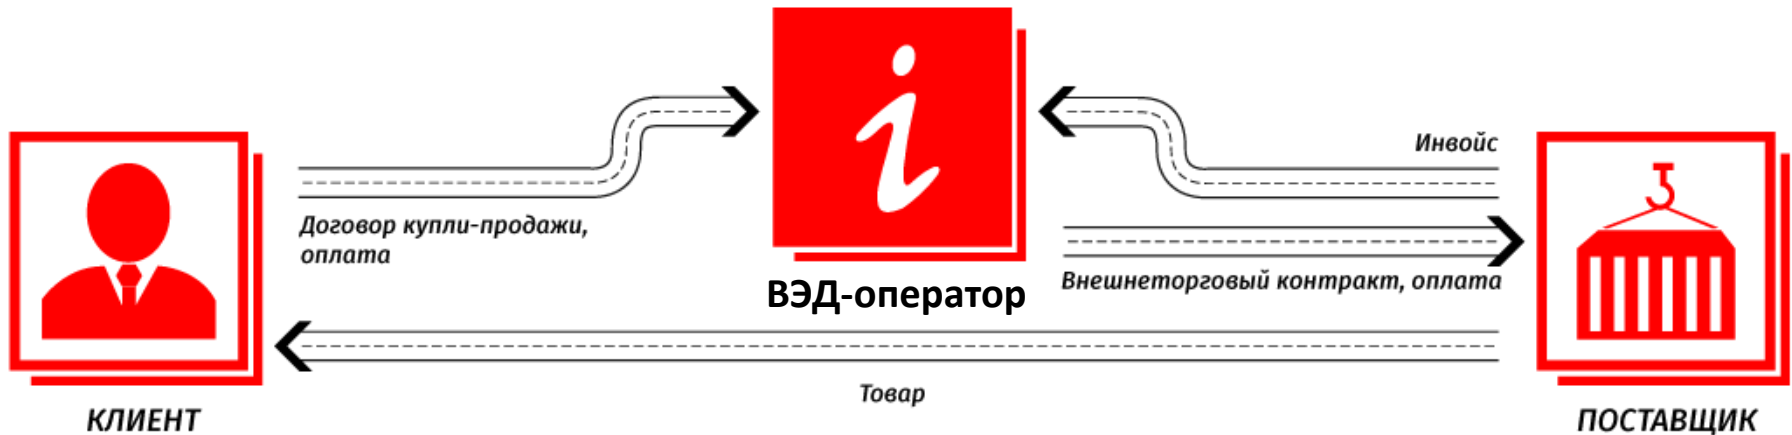 i
Инвойс
Договор купли-продажи,
оплата
Внешнеторговый контракт, оплата
ВЭД-оператор
Товар
КЛИЕНТ
ПОСТАВЩИК